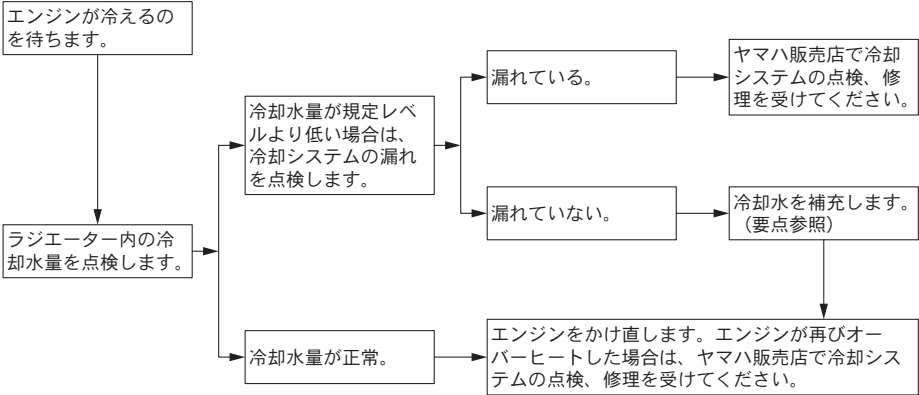 エンジンが冷えるの
を待ちます。
ラジエーター内の冷
却水量を点検します。
冷却水量が規定レベ
ルより低い場合は、
冷却システムの漏れ
を点検します。
漏れている。
ヤマハ販売店で冷却
システムの点検、修
理を受けてください。
漏れていない。
冷却水を補充します。
（要点参照）
冷却水量が正常。
エンジンをかけ直します。エンジンが再びオー
バーヒートした場合は、ヤマハ販売店で冷却シス
テムの点検、修理を受けてください。